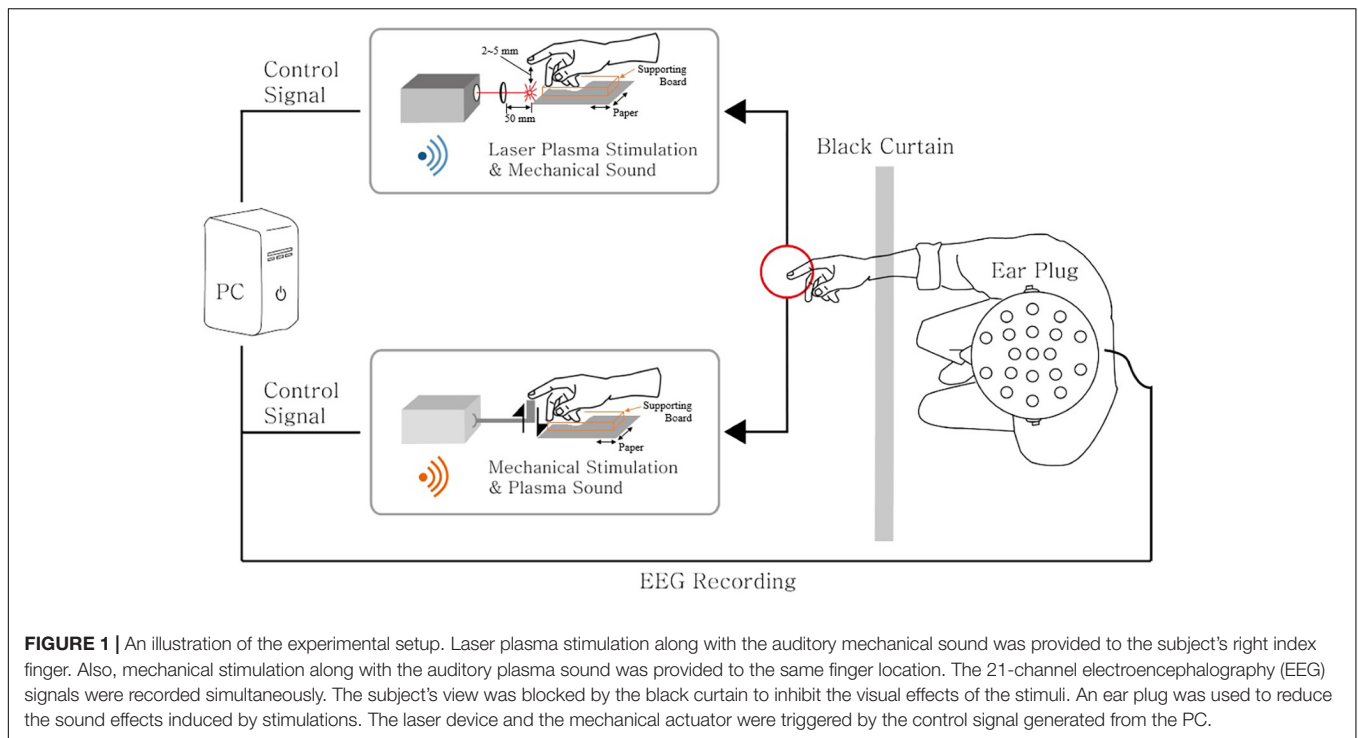 Control
Signal
2~5 mm
Supporting
Board
50 mm
Paper
Laser Plasma Stimulation
& Mechanical Sound
Black Curtain
PC
Ear Plug
Control
Signal
Supporting
Board
Paper
Mechanical Stimulation
& Plasma Sound
EEG Recording
FIGURE 1 | An illustration of the experimental setup. Laser plasma stimulation along with the auditory mechanical sound was provided to the subject's right index
finger. Also, mechanical stimulation along with the auditory plasma sound was provided to the same finger location. The 21-channel electroencephalography (EEG)
signals were recorded simultaneously. The subject's view was blocked by the black curtain to inhibit the visual effects of the stimuli. An ear plug was used to reduce
the sound effects induced by stimulations. The laser device and the mechanical actuator were triggered by the control signal generated from the PC.